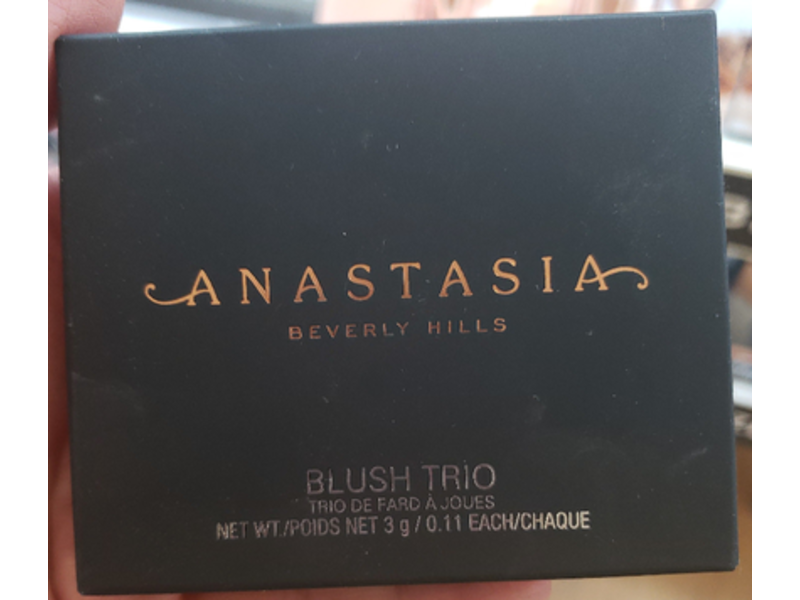 ANASTASIA
BEVERLY HILLS
BLUSH TRIO
TRIO DE FARD À JOUES
NET WT./POIDS NET 3 g / 0.11 EACH/CHAQUE